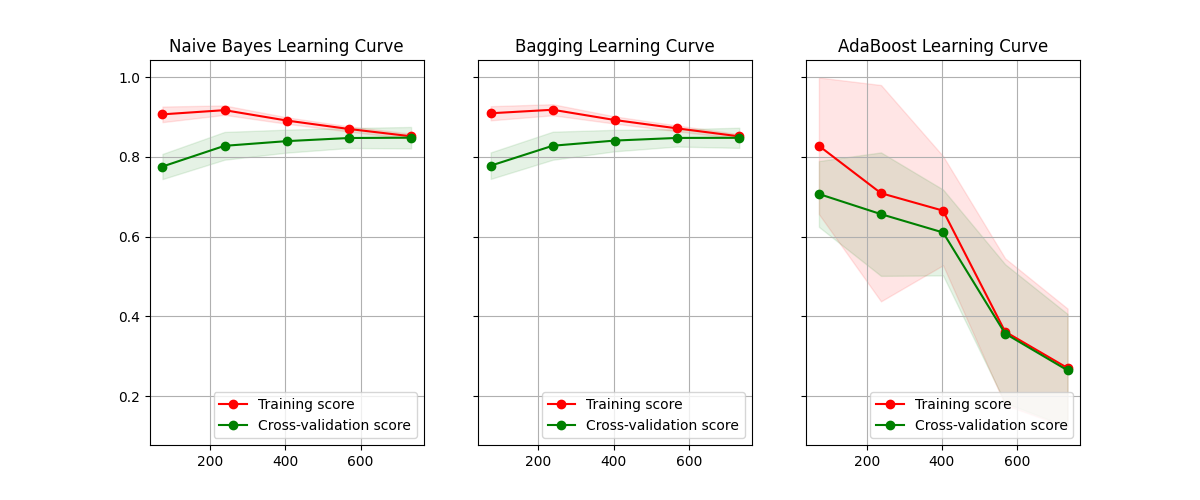 Naive Bayes Learning Curve
1.0
0.8
0.6
0.4
0.2
Training score
Cross-validation score
200 400 600
Bagging Learning Curve
Training score
Cross-validation score
200 400 600
AdaBoost Learning Curve
Training score
Cross-validation score
200 400 600